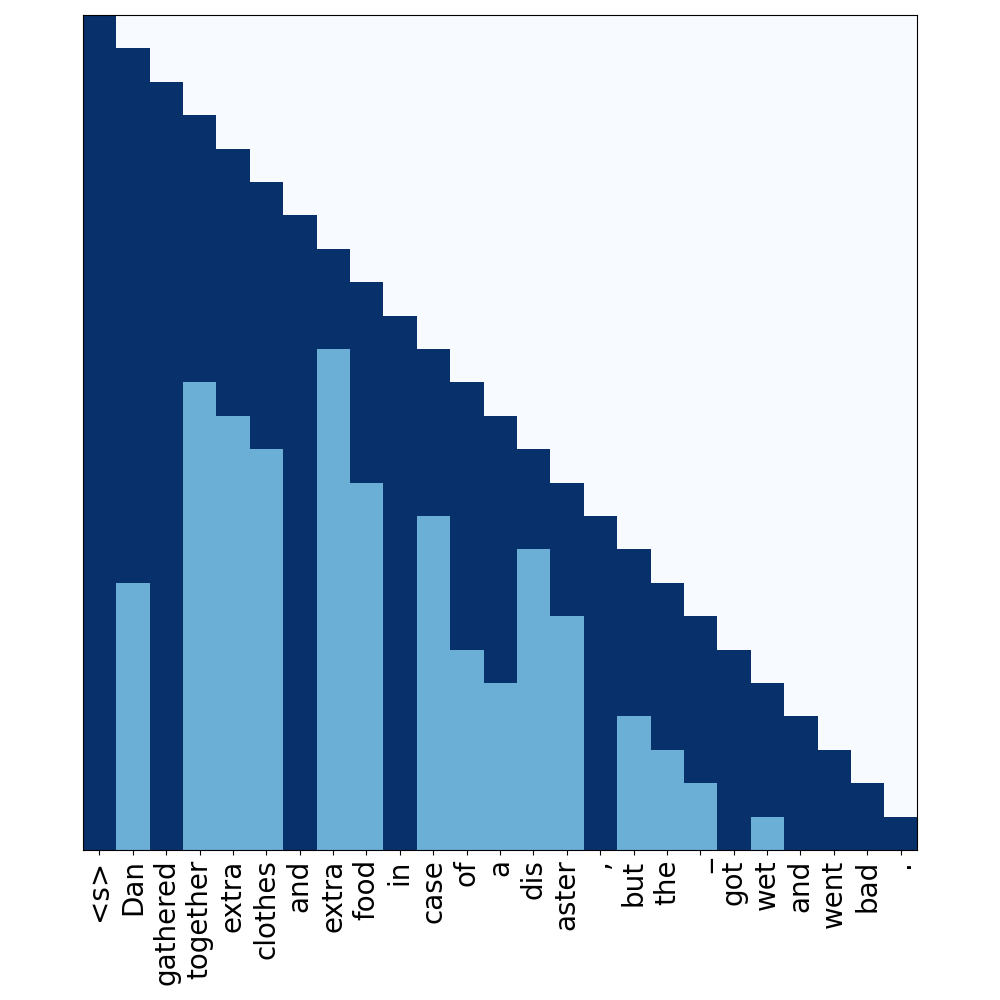 <s> Dan gathered together extra clothes and extra food in case of a dis aster , but the _ got wet and went bad .